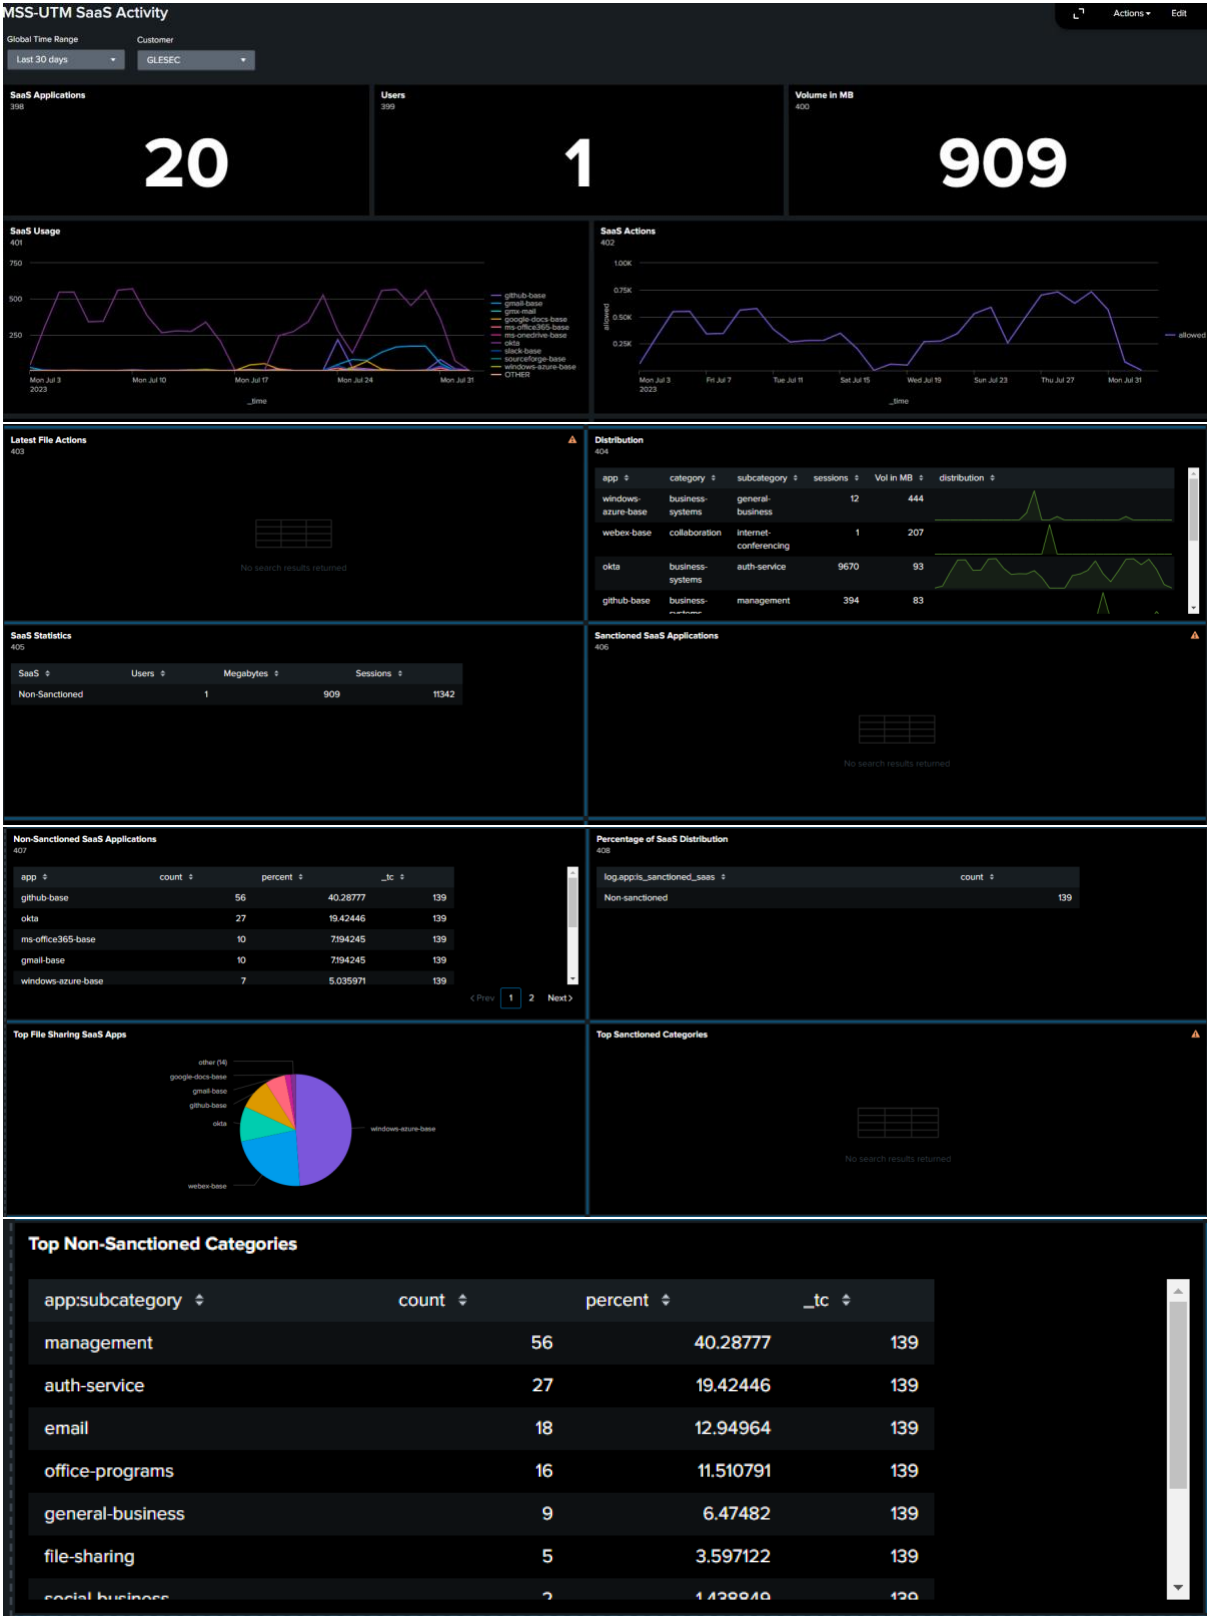 MSS-UTM SaaS Activity
Actions
Edit
Global Time Range
Customer
Last 30 days
GLESEC
SaaS Applications
398
20
Users
399
1
Volume in MB
400
909
SaaS Usage
401
750
500
250
Mon Jul 3
2023
Mon Jul 10
Mon Jul 17
Mon Jul 24
Mon Jul 31
_time
github-base
gmail-base
gmx-mail
google-docs-base
ms-office365-base
ms-onedrive-base
okta
slack-base
sourceforge-base
windows-azure-base
OTHER
SaaS Actions
402
1.00K
0.75K
0.50K
0.25K
allowed
Mon Jul 3
2023
Fri Jul 7
Tue Jul 11
Sat Jul 15
Wed Jul 19
Sun Jul 23
Thu Jul 27
Mon Jul 31
_time
allowed
Latest File Actions
403
No search results returned
Distribution
404
app category subcategory sessions Vol in MB distribution
windows-azure-base business-systems general-business 12 444
webex-base collaboration internet-conferencing 1 207
okta business-systems auth-service 9670 93
github-base business-systems management 394 83
SaaS Statistics
405
SaaS Users Megabytes Sessions
Non-Sanctioned 1 909 11342
Sanctioned SaaS Applications
406
No search results returned
Non-Sanctioned SaaS Applications
407
app count percent _tc
github-base 56 40.28777 139
okta 27 19.42446 139
ms-office365-base 10 7.194245 139
gmail-base 10 7.194245 139
windows-azure-base 7 5.035971 139
< Prev 1 2 Next >
Percentage of SaaS Distribution
408
log.app:is_sanctioned_saas count
Non-sanctioned 139
Top File Sharing SaaS Apps
other (14)
google-docs-base
gmail-base
github-base
okta
webex-base
windows-azure-base
Top Sanctioned Categories
No search results returned
Top Non-Sanctioned Categories
app:subcategory count percent _tc
management 56 40.28777 139
auth-service 27 19.42446 139
email 18 12.94964 139
office-programs 16 11.510791 139
general-business 9 6.47482 139
file-sharing 5 3.597122 139
social-business 2 1.438849 139